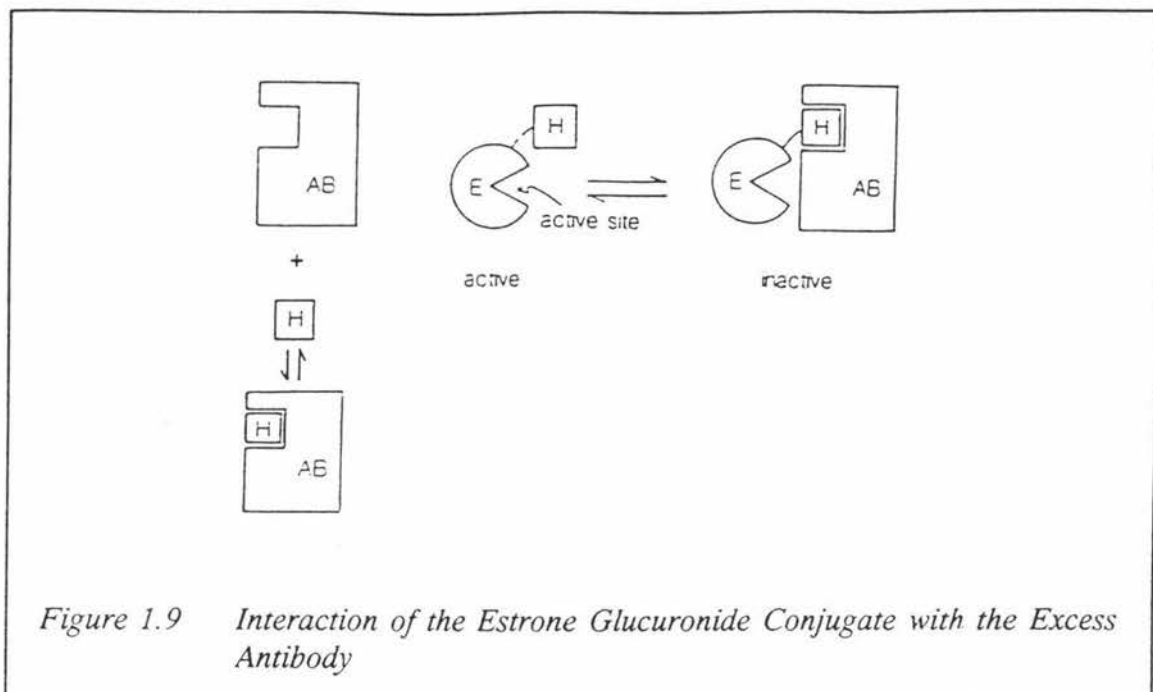 H
AB
E
active site
H
AB
E
+
active
inactive
H
H
AB
Figure 1.9 Interaction of the Estrone Glucuronide Conjugate with the Excess
Antibody